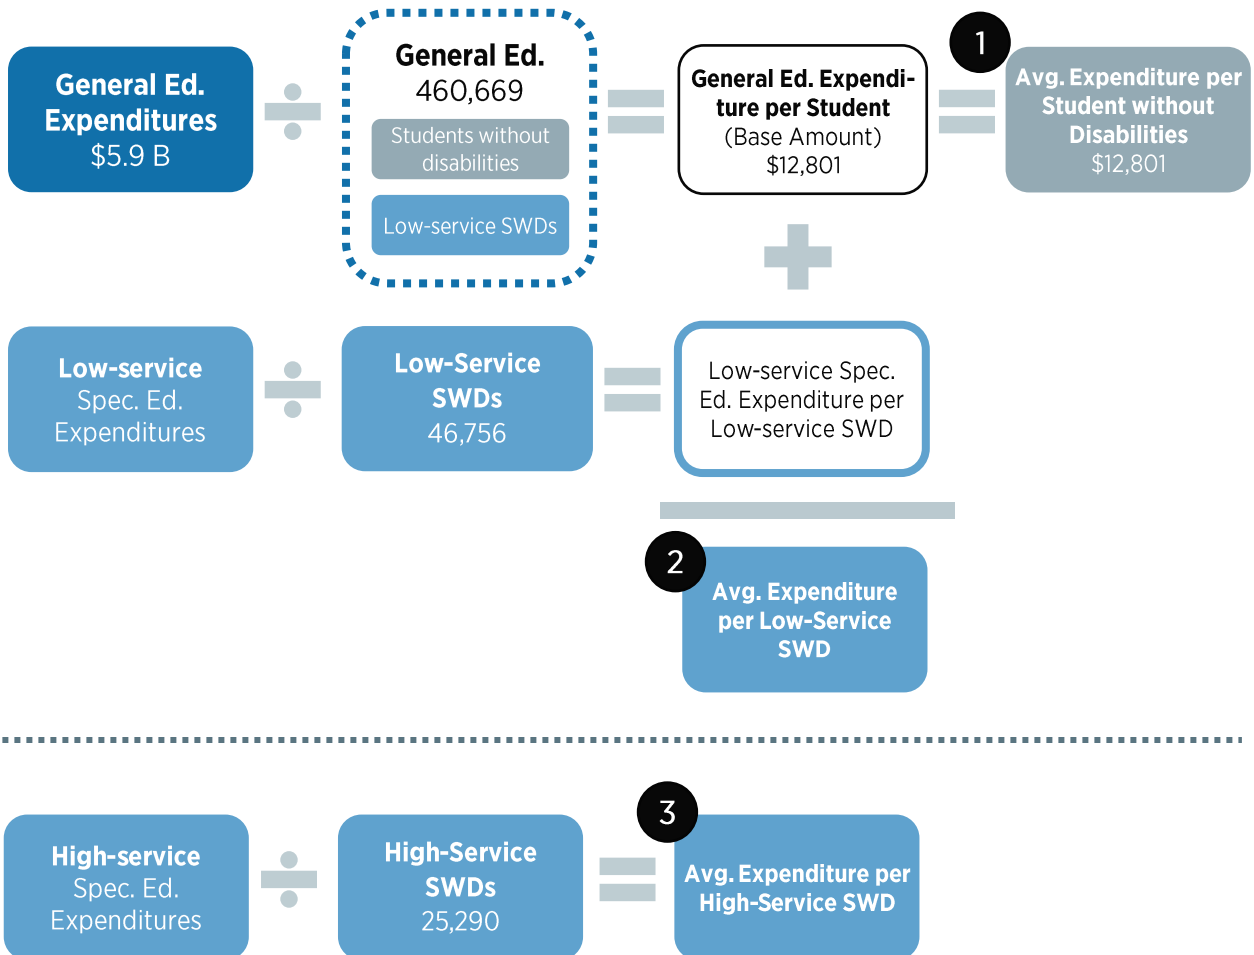 General Ed.
Expenditures
$5.9 B
General Ed.
460,669
Students without
disabilities
Low-service SWDs
General Ed. Expendi-
ture per Student
(Base Amount)
$12,801
1
Avg. Expenditure per
Student without
Disabilities
$12,801
Low-service
Spec. Ed.
Expenditures
Low-Service
SWDs
46,756
Low-service Spec.
Ed. Expenditure per
Low-service SWD
2
Avg. Expenditure
per Low-Service
SWD
High-service
Spec. Ed.
Expenditures
High-Service
SWDs
25,290
3
Avg. Expenditure per
High-Service SWD